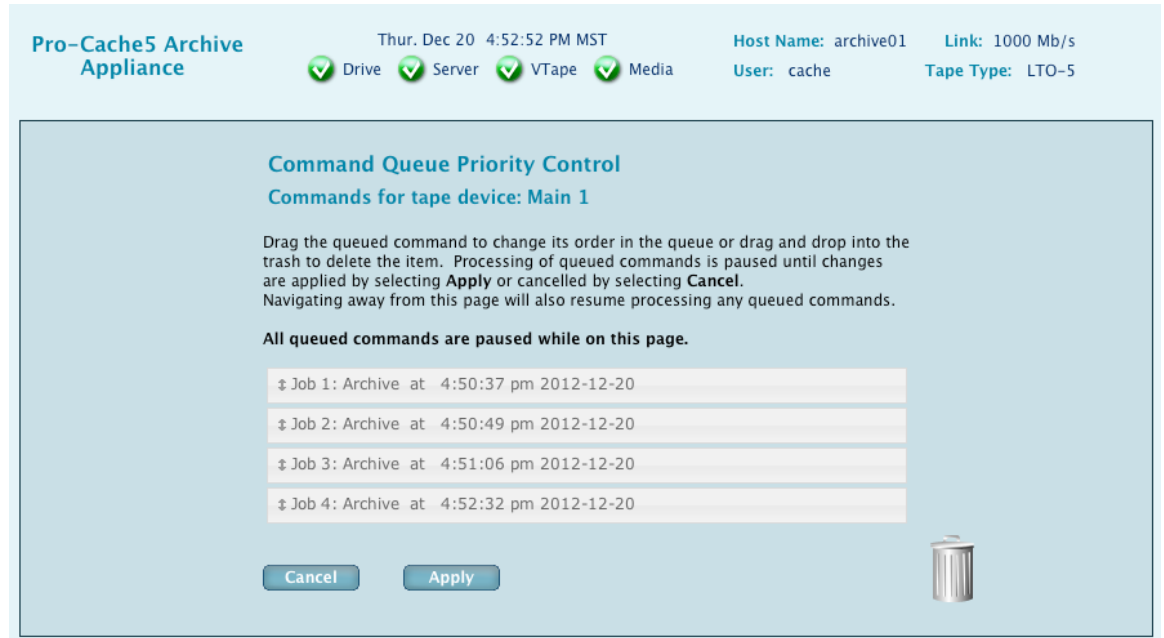 Pro-Cache5 Archive
Appliance
Thur. Dec 20 4:52:52 PM MST
Drive Server VTape Media
Host Name: archive01 Link: 1000 Mb/s
User: cache Tape Type: LTO-5
Command Queue Priority Control
Commands for tape device: Main 1
Drag the queued command to change its order in the queue or drag and drop into the
trash to delete the item. Processing of queued commands is paused until changes
are applied by selecting Apply or cancelled by selecting Cancel.
Navigating away from this page will also resume processing any queued commands.
All queued commands are paused while on this page.
Job 1: Archive at 4:50:37 pm 2012-12-20
Job 2: Archive at 4:50:49 pm 2012-12-20
Job 3: Archive at 4:51:06 pm 2012-12-20
Job 4: Archive at 4:52:32 pm 2012-12-20
Cancel Apply